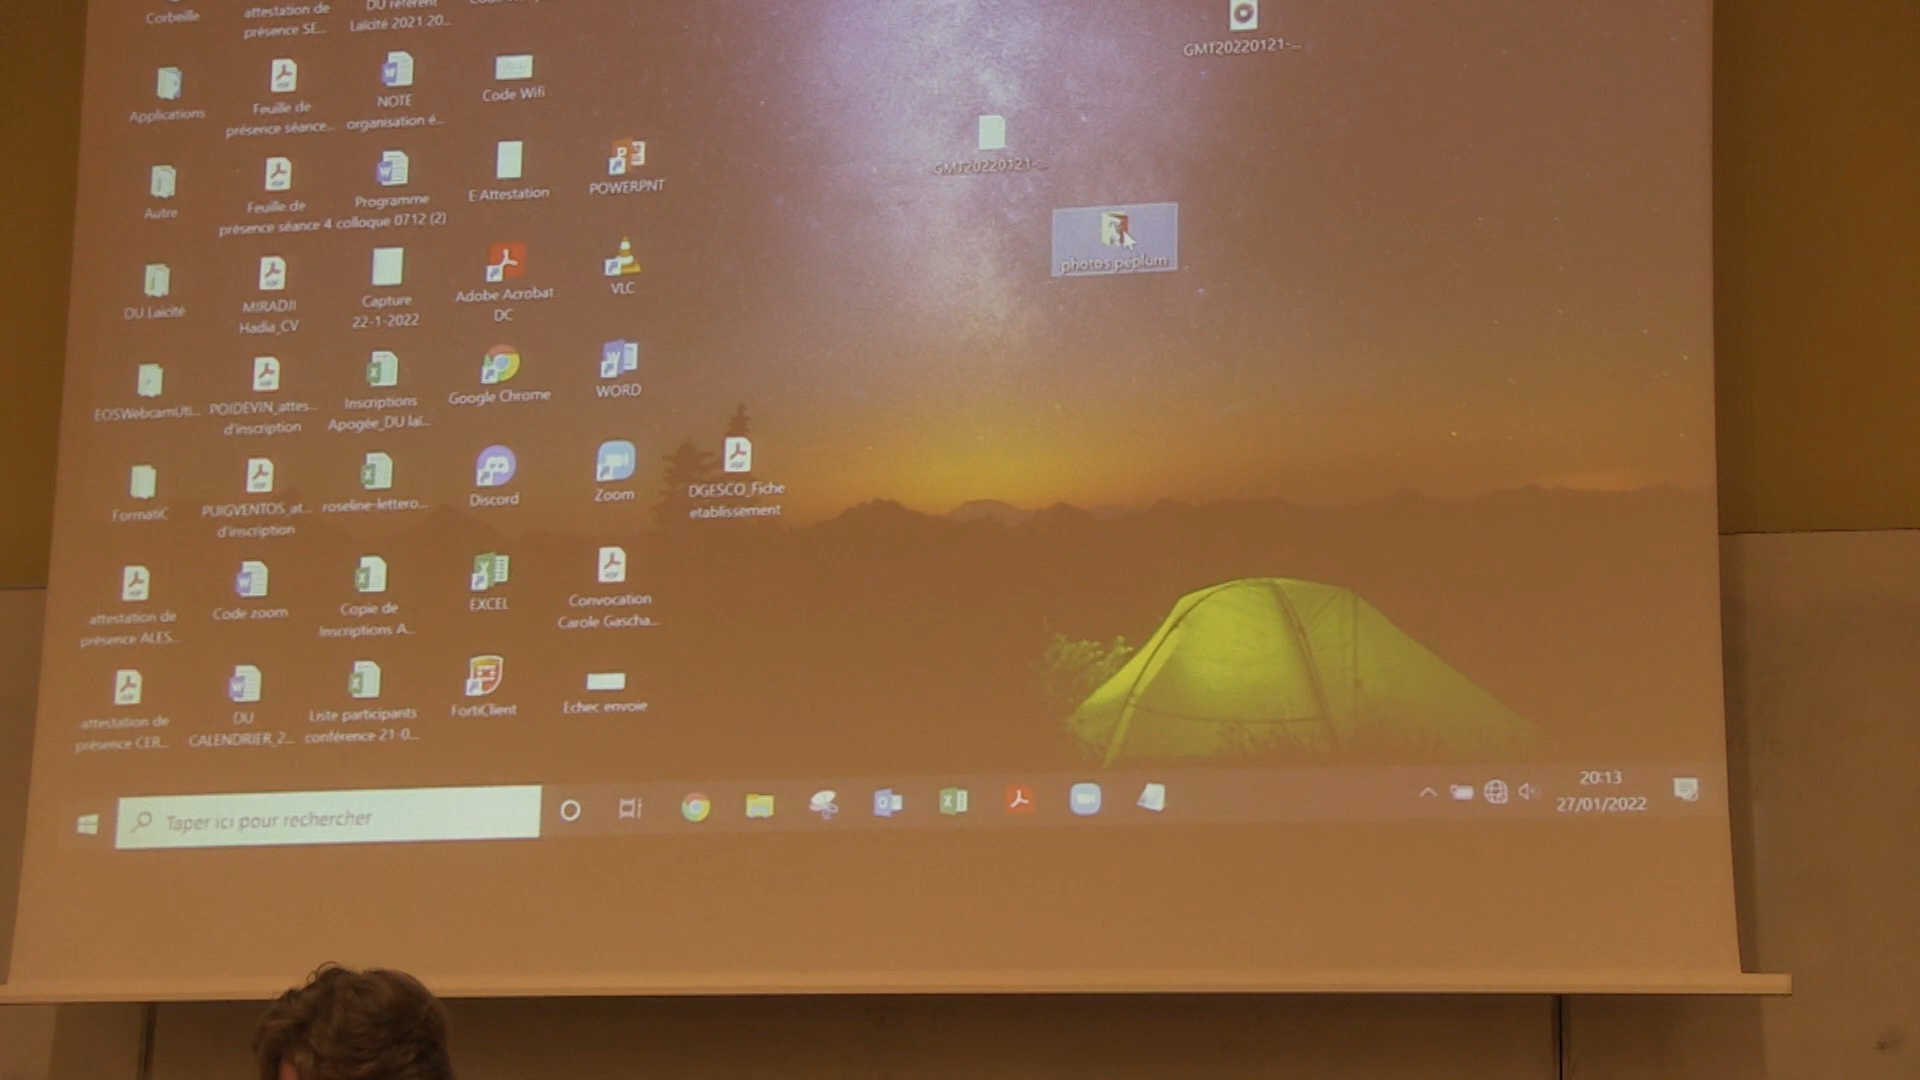 Corbeille
attestation de
présence SE...
DU référent
Laïcité 2021 20...
GMT20220121-...
Applications
Feuille de
présence séance...
NOTE
organisation é...
Code Wifi
GMT20220121-...
Autre
Feuille de
présence séance 4
Programme
colloque 0712 (2)
E Attestation
POWERPNT
photos peplum
DU Laicité
MIRADJI
Hadia_CV
Capture
22-1-2022
Adobe Acrobat
DC
VLC
EOSWebcamUti...
POIDEVIN_attes...
d'inscription
Inscriptions
Apogée_DU laï...
Google Chrome
WORD
FormatiC
PUIGVENTOS_at...
d'inscription
roseline-lettero...
Discord
Zoom
DGESCO_Fiche
etablissement
attestation de
présence ALES...
Code zoom
Copie de
Inscriptions A...
EXCEL
Convocation
Carole Gascha...
attestation de
présence CER...
DU
CALENDRIER_2...
Liste participants
conférence 21-0...
FortiClient
Echec envoie
Taper ici pour rechercher
20:13
27/01/2022